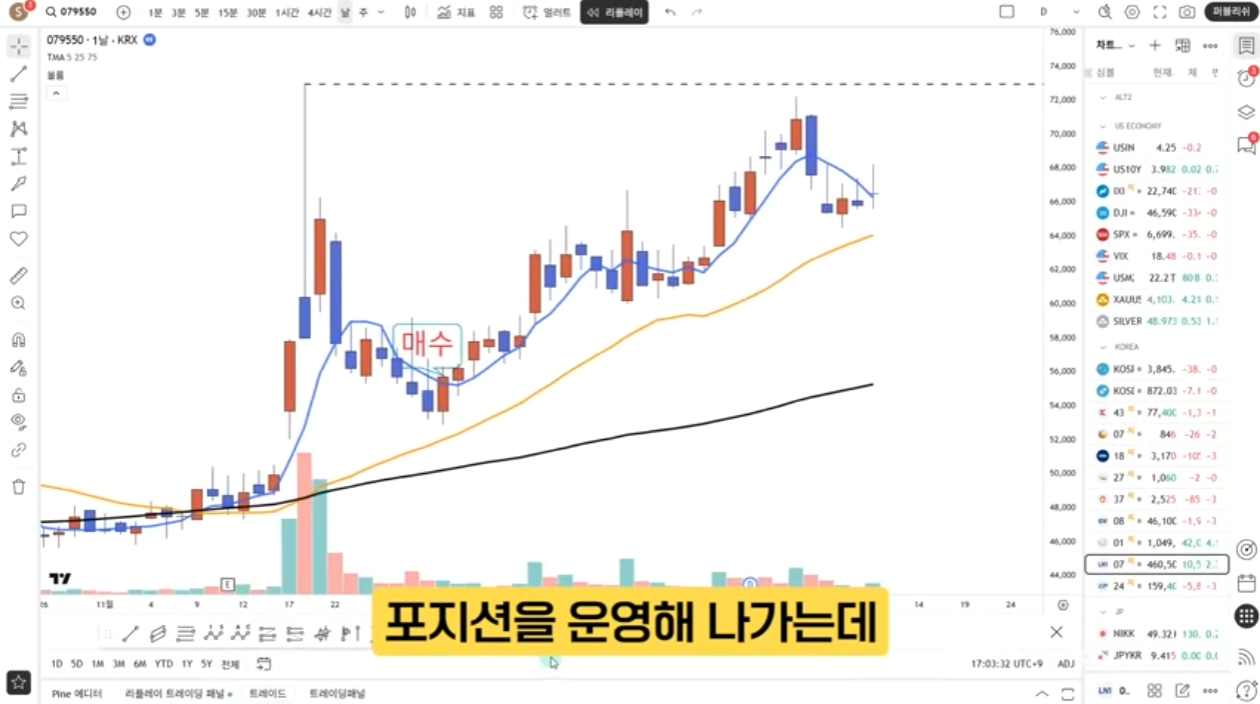 079550
1분 3분 5분 15분 30분 1시간 4시간 날 주
지표
얼러트
리플레이
D
퍼블리쉬
079550 · 1날 · KRX
TMA 5 25 75
볼륨
매수
76,000
74,000
72,000
70,000
68,000
66,000
64,000
62,000
60,000
58,000
56,000
54,000
52,000
50,000
48,000
46,000
44,000
E
D
11월 4 9 12 17 22
14 19 24
포지션을 운영해 나가는데
1D 5D 1M 3M 6M YTD 1Y 5Y 전체
17:03:32 UTC+9 ADJ
Pine 에디터 리플레이 트레이딩 패널 트레이드 트레이딩패널
차트...
심볼 현재. 체
ALT2
US ECONOMY
USIN 4.25 -0.2
US10Y 3.982 0.02 0.
IXI 22,740 -21
DJI 46,590 -33 -0
SPX 6,699. -35. -0
VIX 18.48 -0.1 -0
USM 22.2T 80B 0.
XAUUS 4,103. 4.21 0.
SILVER 48.973 0.53 1.
KOREA
KOSF 3,845. -38. -0
KOSI 872.03 -7.1 -0
43 77,400 -1,3 -1
07 846 -26 -2
18 3,170 -10 -3
27 1,060 -2 -0
37 2,525 -85 -3
08 46,100 -1,9 -3
01 1,049, 42,0 4.
07 460,50 10,5 2.
24 159,40 -5,8 -3
JP
NIKK 49,32 130. 0.2
JPYKR 9.415 0.00 0.0